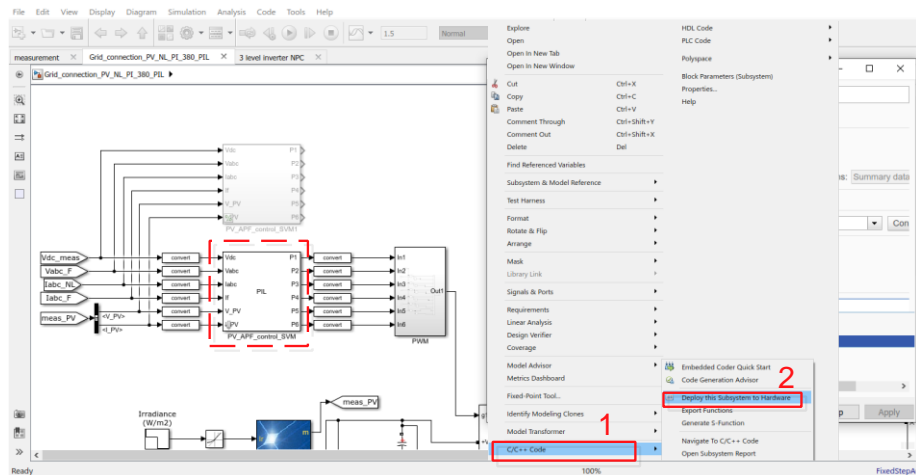 File Edit View Display Diagram Simulation Analysis Code Tools Help
1.5 Normal
measurement × Grid_connection_PV_NL_PI_380_PIL × 3 level inverter NPC ×
Grid_connection_PV_NL_PI_380_PIL
Vdc P1
Vabc P2
Iabc P3
If P4
V_PV P5
I_PV P6
PV_APF_control_SVM1
Vdc_meas convert Vdc P1 convert In1
Vabc_F convert Vabc P2 convert In2
Iabc_NL convert Iabc P3 convert In3
PIL
Out1
Iabc_F convert If P4 convert In4
meas_PV <V_PV> convert V_PV P5 convert In5
<I_PV> convert I_PV P6 convert In6
PV_APF_control_SVM
PWM
Irradiance
(W/m2)
m
meas_PV
g
+V
Explore
Open
Open In New Tab
Open In New Window
Cut Ctrl+X
Copy Ctrl+C
Paste Ctrl+V
Comment Through Ctrl+Shift+Y
Comment Out Ctrl+Shift+X
Delete Del
Find Referenced Variables
Subsystem & Model Reference
Test Harness
Format
Rotate & Flip
Arrange
Mask
Library Link
Signals & Ports
Requirements
Linear Analysis
Design Verifier
Coverage
Model Advisor
Metrics Dashboard
Fixed-Point Tool...
Identify Modeling Clones
Model Transformer
1
C/C++ Code
HDL Code
PLC Code
Polyspace
Block Parameters (Subsystem)
Properties...
Help
Embedded Coder Quick Start
2
Code Generation Advisor
Deploy this Subsystem to Hardware
Export Functions
Generate S-Function
Navigate To C/C++ Code
Open Subsystem Report
Summary data
Con
Apply
Ready 100% FixedStepA